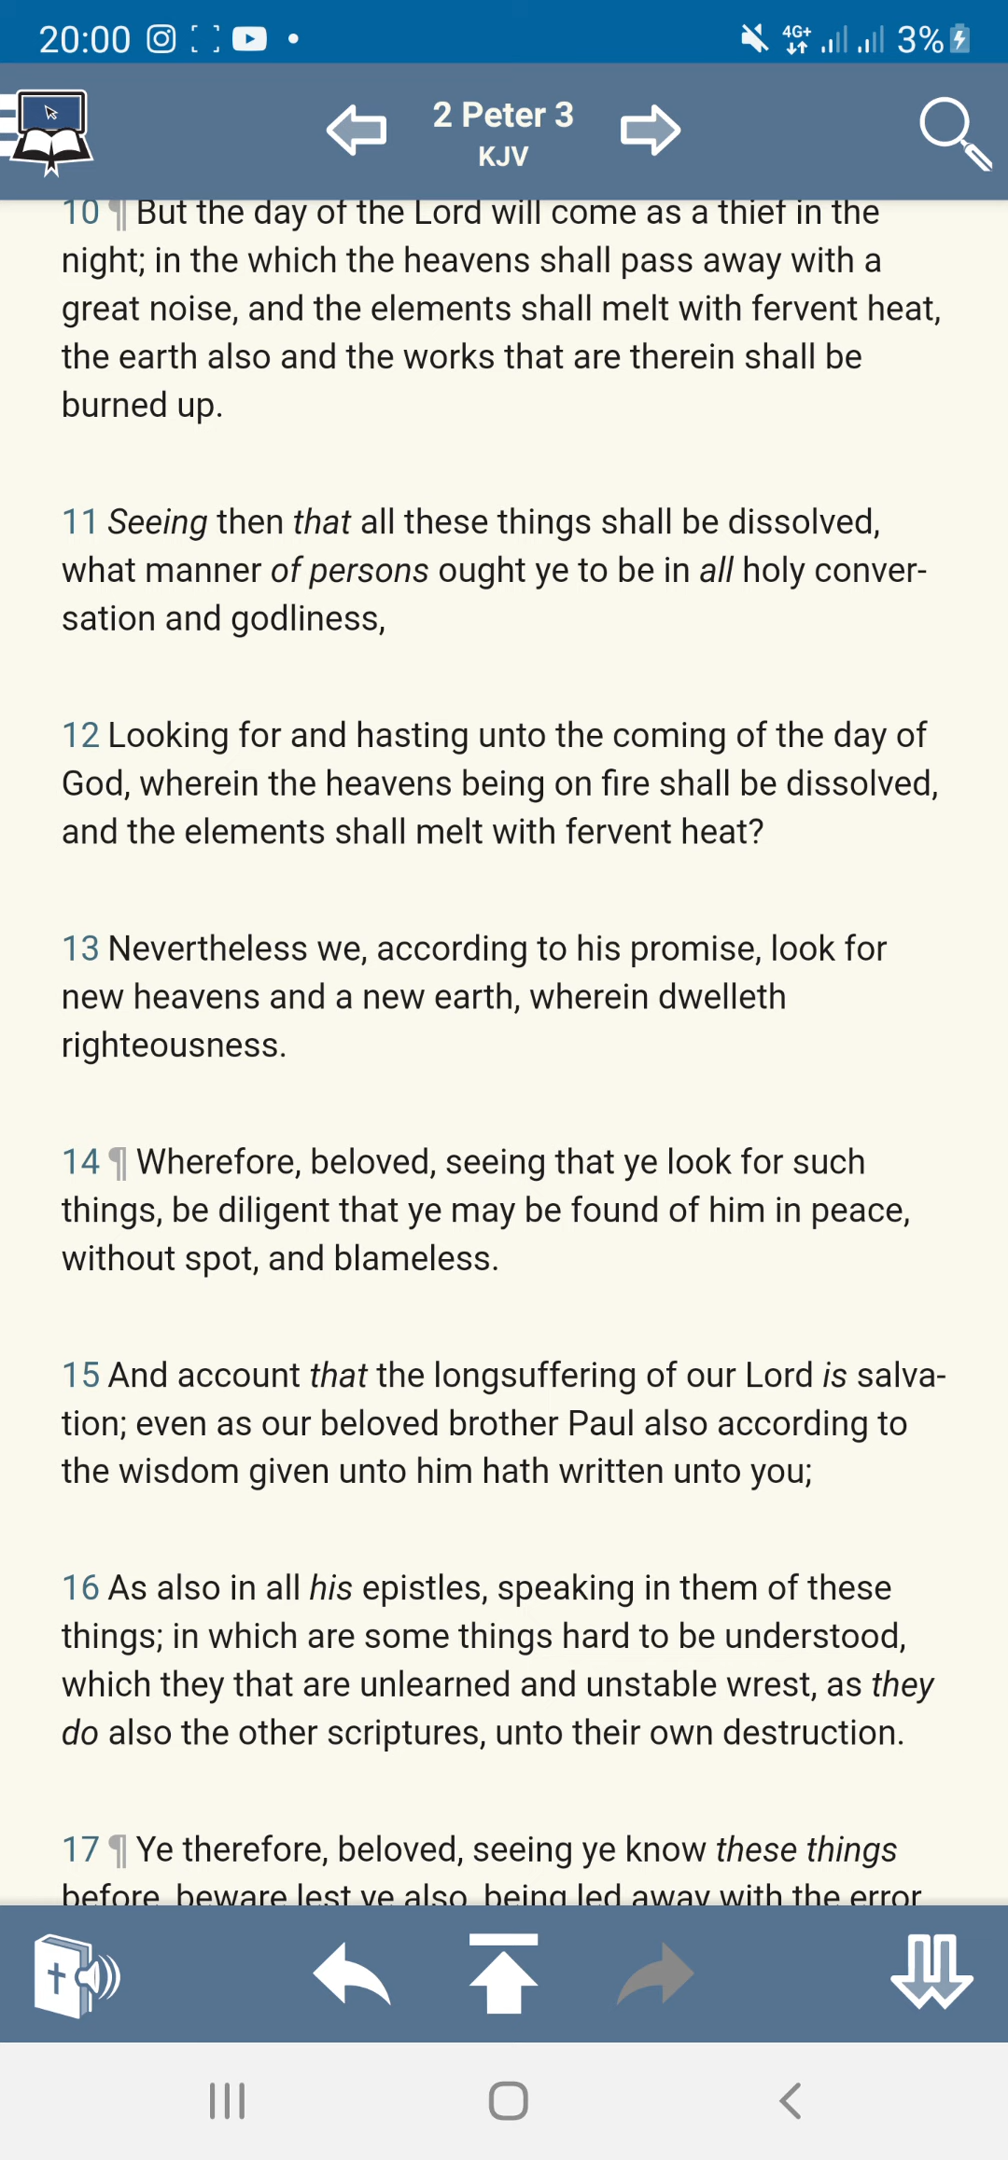 20:00 4G+ 3%
2 Peter 3
KJV
10 ¶ But the day of the Lord will come as a thief in the
night; in the which the heavens shall pass away with a
great noise, and the elements shall melt with fervent heat,
the earth also and the works that are therein shall be
burned up.
11 Seeing then that all these things shall be dissolved,
what manner of persons ought ye to be in all holy conver-
sation and godliness,
12 Looking for and hasting unto the coming of the day of
God, wherein the heavens being on fire shall be dissolved,
and the elements shall melt with fervent heat?
13 Nevertheless we, according to his promise, look for
new heavens and a new earth, wherein dwelleth
righteousness.
14 ¶ Wherefore, beloved, seeing that ye look for such
things, be diligent that ye may be found of him in peace,
without spot, and blameless.
15 And account that the longsuffering of our Lord is salva-
tion; even as our beloved brother Paul also according to
the wisdom given unto him hath written unto you;
16 As also in all his epistles, speaking in them of these
things; in which are some things hard to be understood,
which they that are unlearned and unstable wrest, as they
do also the other scriptures, unto their own destruction.
17 ¶ Ye therefore, beloved, seeing ye know these things
before, beware lest ye also, being led away with the error